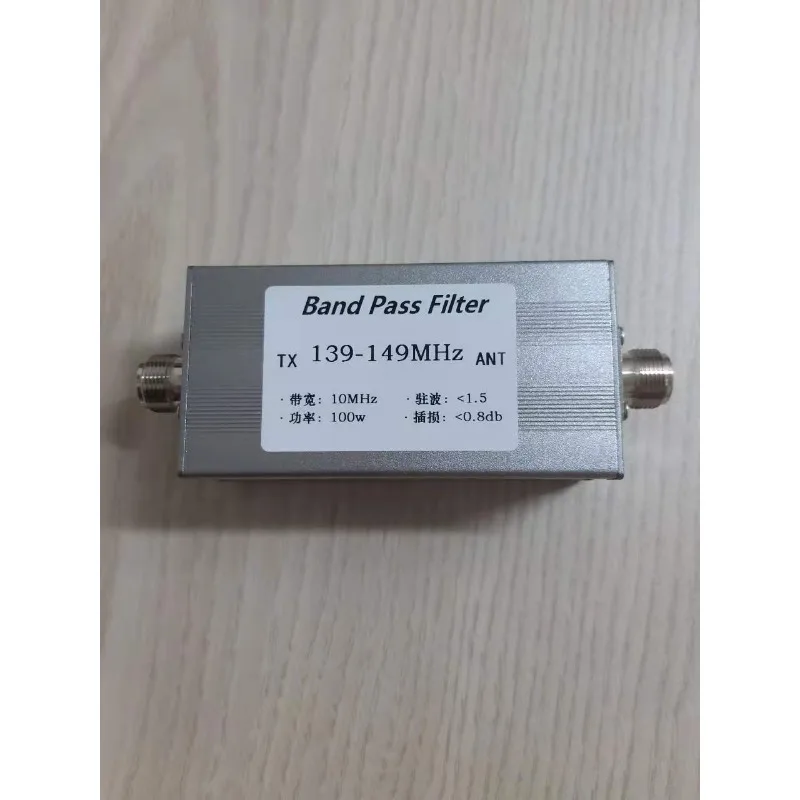 Band Pass Filter
TX 139-149MHz ANT
· 带宽: 10MHz · 驻波: <1.5
· 功率: 100w · 插损: <0.8db